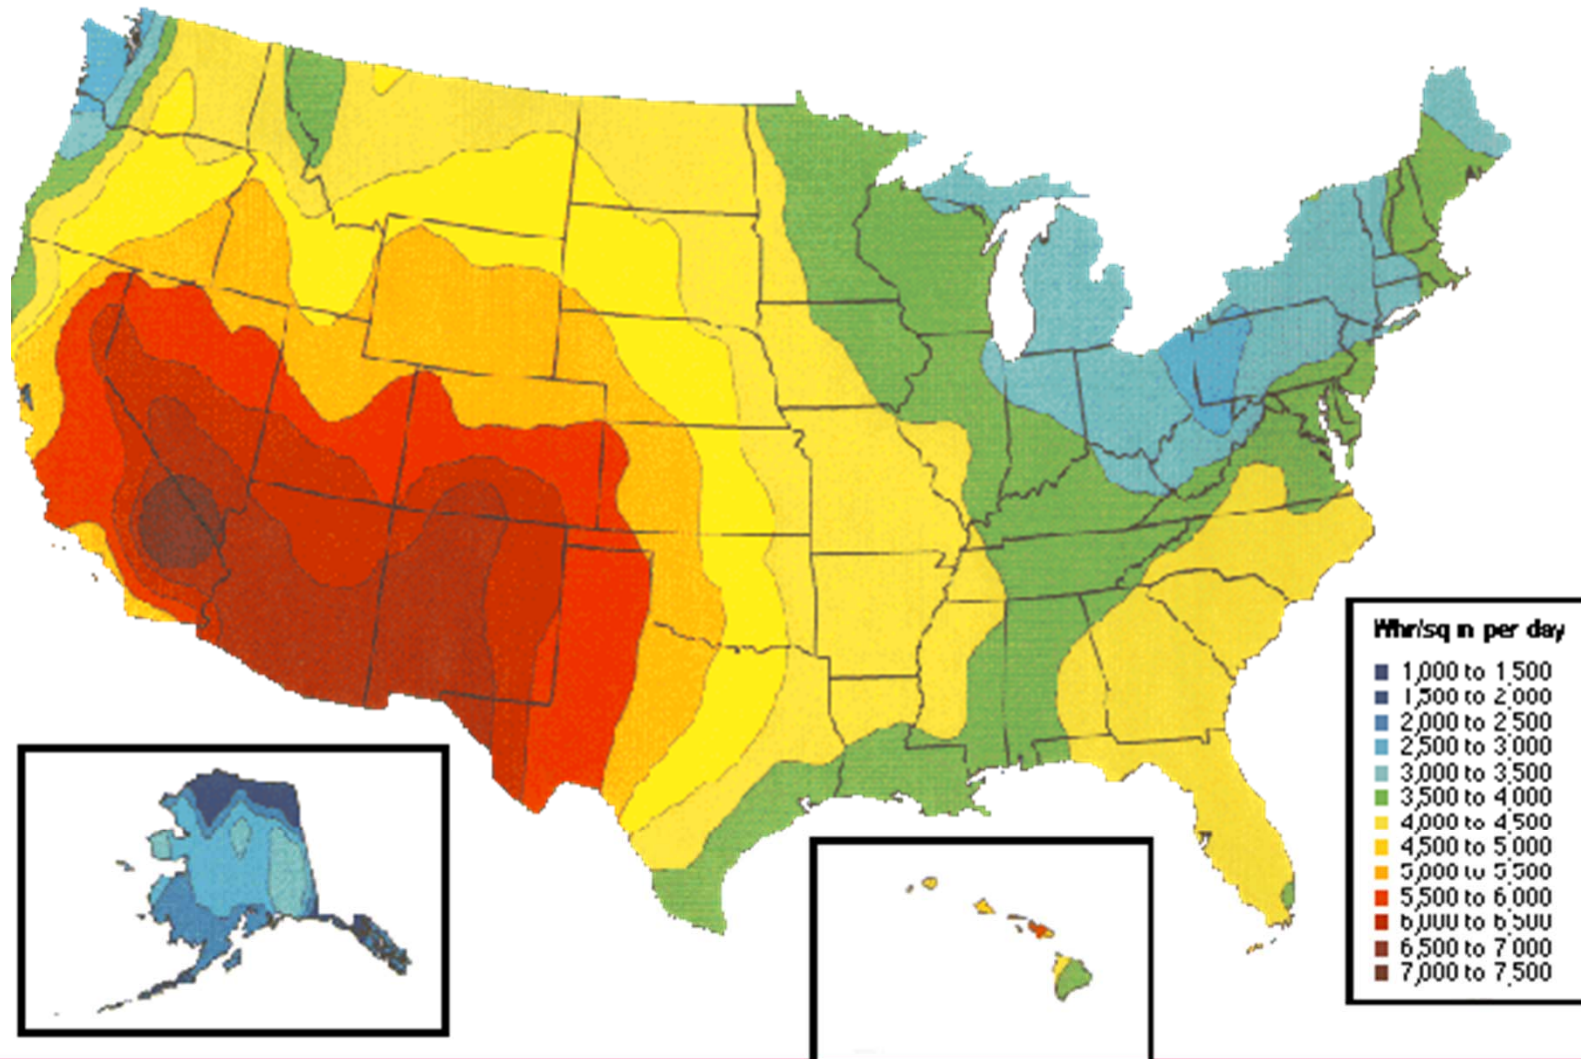 Whr/sq m per day
1,000 to 1,500
1,500 to 2,000
2,000 to 2,500
2,500 to 3,000
3,000 to 3,500
3,500 to 4,000
4,000 to 4,500
4,500 to 5,000
5,000 to 5,500
5,500 to 6,000
6,000 to 6,500
6,500 to 7,000
7,000 to 7,500